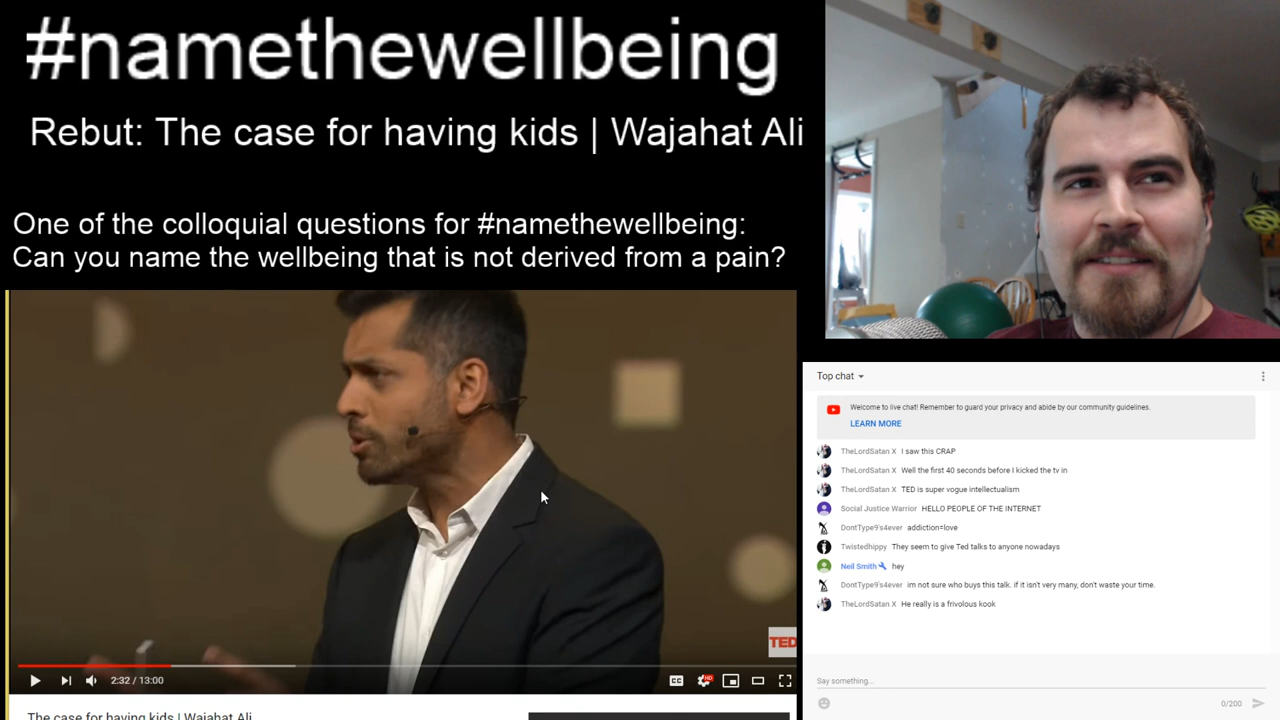 #namethewellbeing
Rebut: The case for having kids | Wajahat Ali
One of the colloquial questions for #namethewellbeing:
Can you name the wellbeing that is not derived from a pain?
TED
2:32 / 13:00
CC
HD
The case for having kids | Wajahat Ali
Top chat
Welcome to live chat! Remember to guard your privacy and abide by our community guidelines.
LEARN MORE
TheLordSatan X I saw this CRAP
TheLordSatan X Well the first 40 seconds before I kicked the tv in
TheLordSatan X TED is super vogue intellectualism
Social Justice Warrior HELLO PEOPLE OF THE INTERNET
DontType9's4ever addiction=love
Twistedhippy They seem to give Ted talks to anyone nowadays
Neil Smith hey
DontType9's4ever im not sure who buys this talk. if it isn't very many, don't waste your time.
TheLordSatan X He really is a frivolous kook
Say something...
0/200